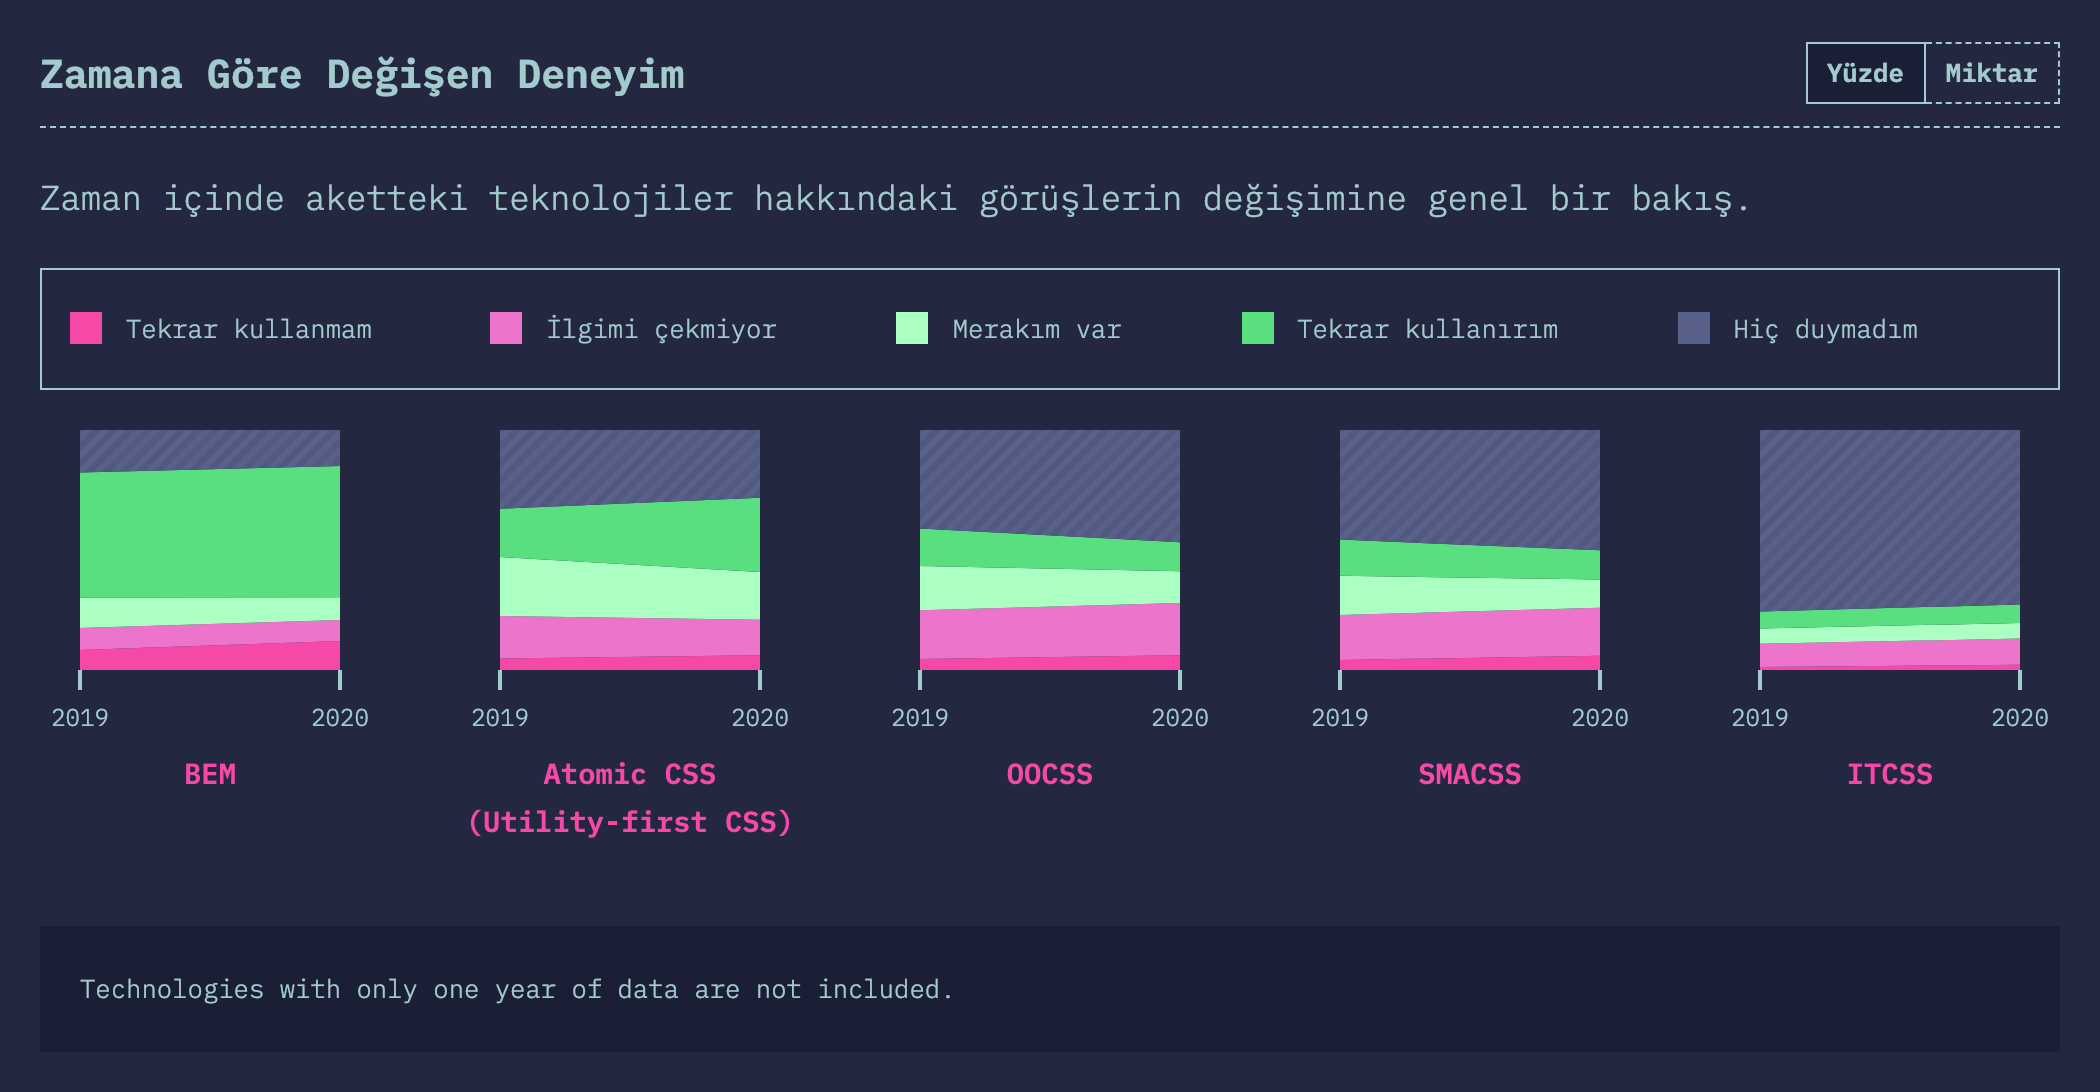 Zamana Göre Değişen Deneyim
Yüzde Miktar
Zaman içinde aketteki teknolojiler hakkındaki görüşlerin değişimine genel bir bakış.
Tekrar kullanmam İlgimi çekmiyor Merakım var Tekrar kullanırım Hiç duymadım
2019 2020 2019 2020 2019 2020 2019 2020 2019 2020
BEM Atomic CSS OOCSS SMACSS ITCSS
(Utility-first CSS)
Technologies with only one year of data are not included.